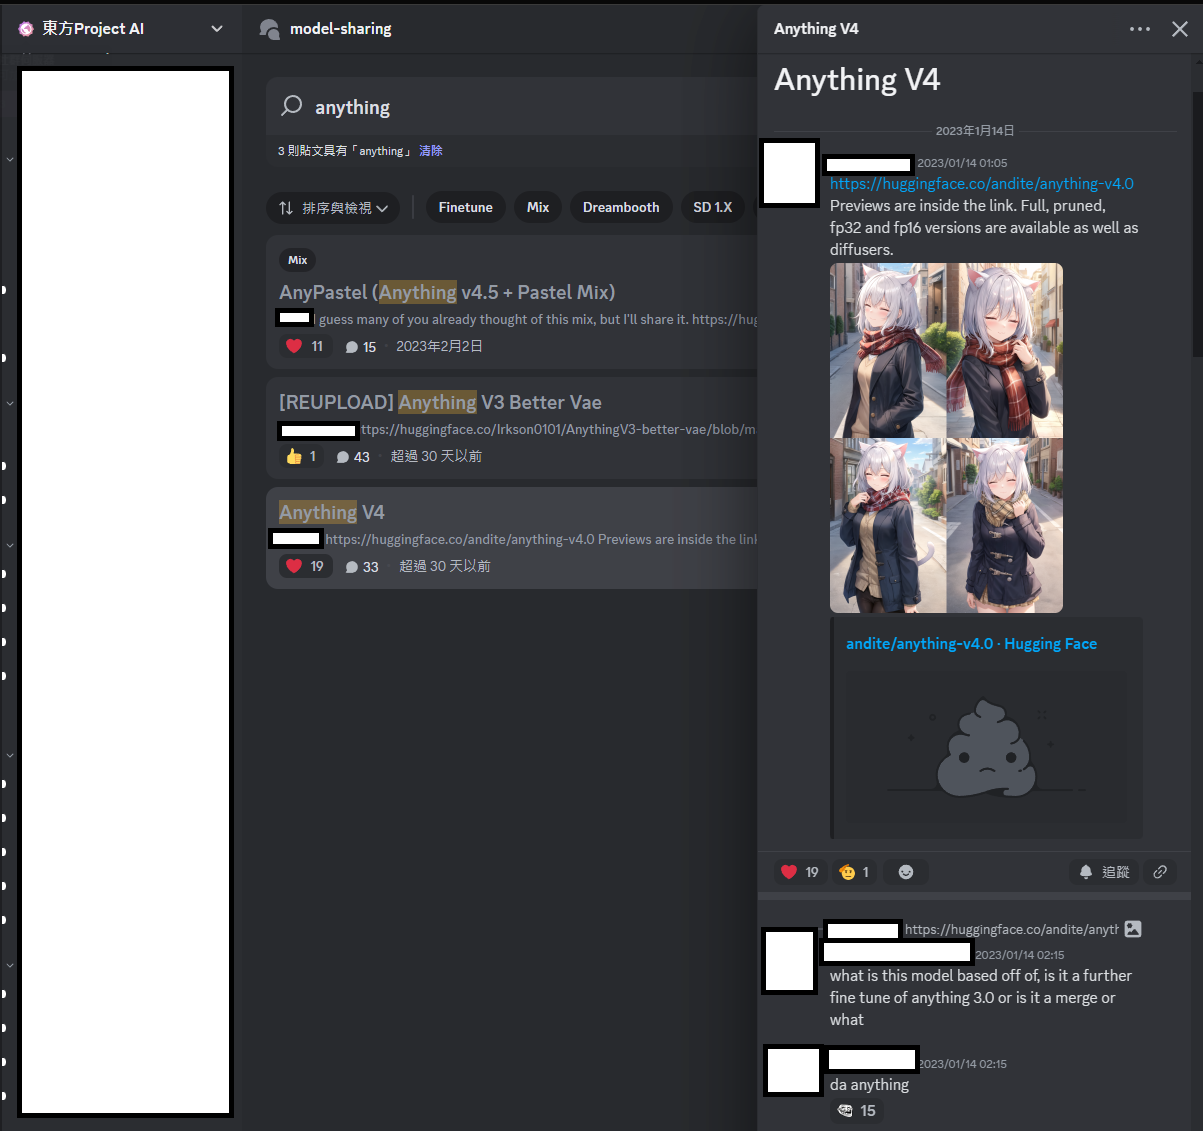 東方Project AI
model-sharing
anything
3 則貼文具有「anything」 清除
排序與檢視
Finetune
Mix
Dreambooth
SD 1.X
Mix
AnyPastel (Anything v4.5 + Pastel Mix)
guess many of you already thought of this mix, but I'll share it. https://hug
11
15
2023年2月2日
[REUPLOAD] Anything V3 Better Vae
ttps://huggingface.co/Irkson0101/AnythingV3-better-vae/blob/m
1
43
超過 30 天以前
Anything V4
https://huggingface.co/andite/anything-v4.0 Previews are inside the link
19
33
超過 30 天以前
Anything V4
Anything V4
2023年1月14日
2023/01/14 01:05
https://huggingface.co/andite/anything-v4.0
Previews are inside the link. Full, pruned,
fp32 and fp16 versions are available as well as
diffusers.
andite/anything-v4.0 · Hugging Face
19
1
追蹤
https://huggingface.co/andite/anyth
2023/01/14 02:15
what is this model based off of, is it a further
fine tune of anything 3.0 or is it a merge or
what
2023/01/14 02:15
da anything
15